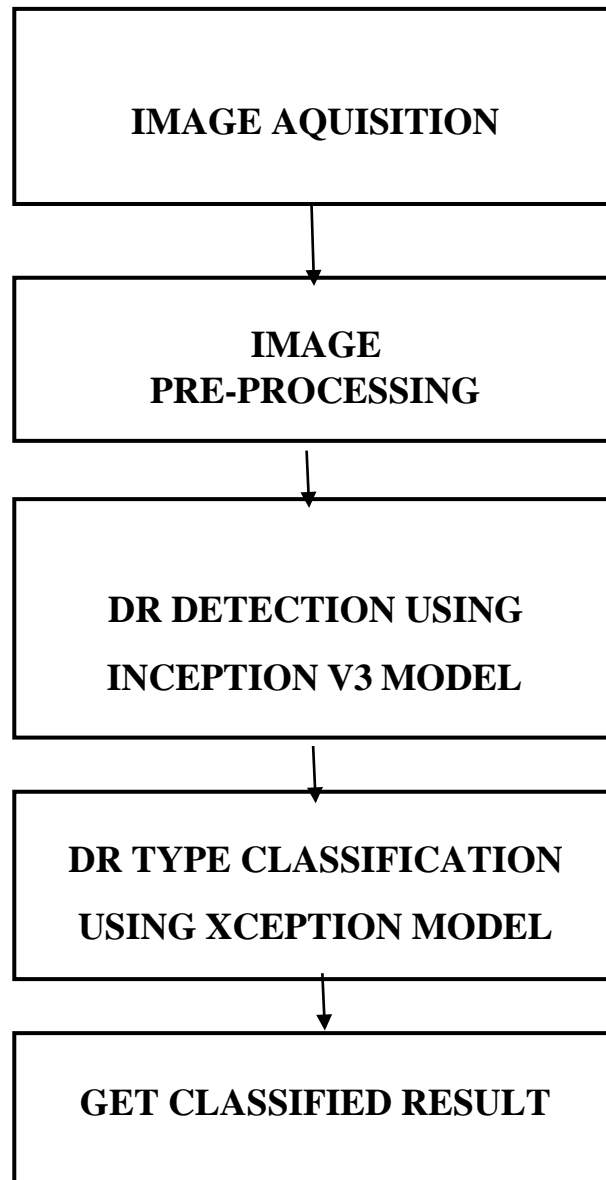 IMAGE AQUISITION
IMAGE
PRE-PROCESSING
DR DETECTION USING
INCEPTION V3 MODEL
DR TYPE CLASSIFICATION
USING XCEPTION MODEL
GET CLASSIFIED RESULT